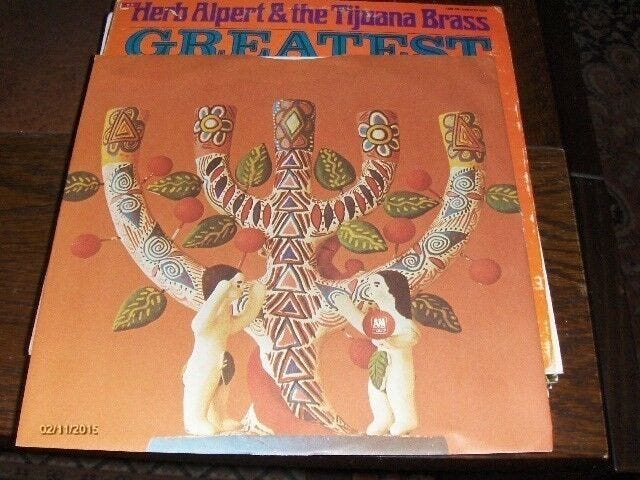 Herb Alpert & the Tijuana Brass
GREATEST
A&M
02/11/2015